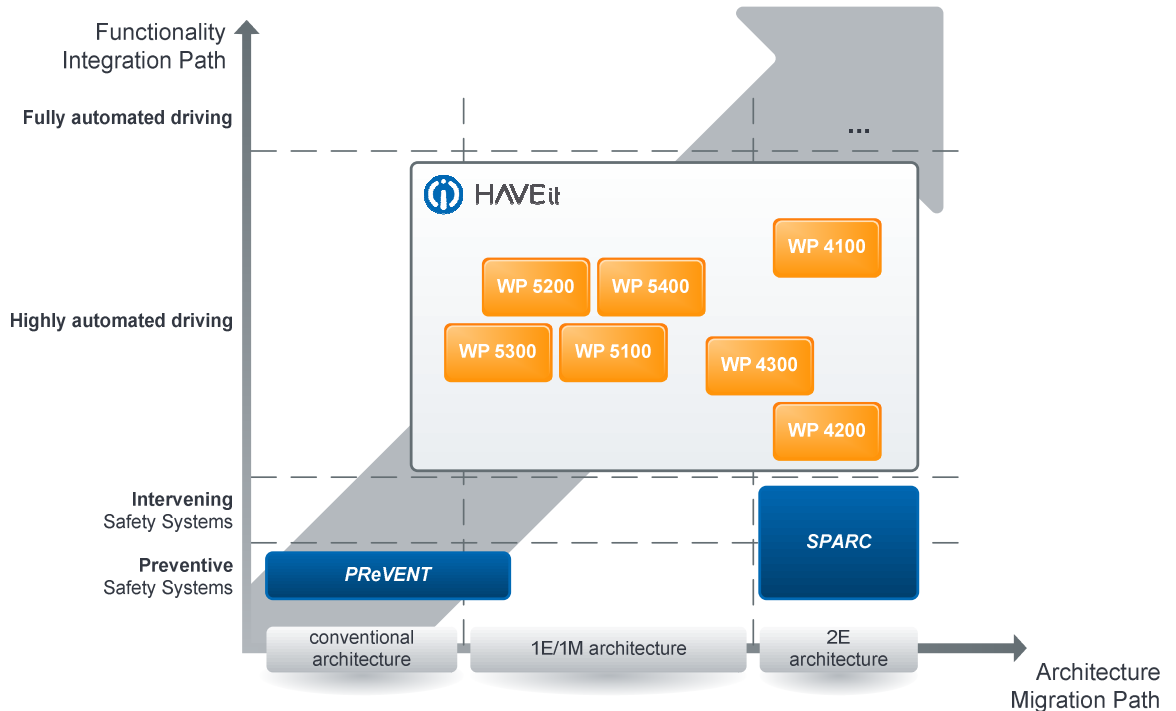 Functionality
Integration Path
Fully automated driving
...
HAVEit
WP 4100
WP 5200
WP 5400
Highly automated driving
WP 5300
WP 5100
WP 4300
WP 4200
Intervening
Safety Systems
SPARC
Preventive
Safety Systems
PReVENT
conventional
architecture
1E/1M architecture
2E
architecture
Architecture
Migration Path